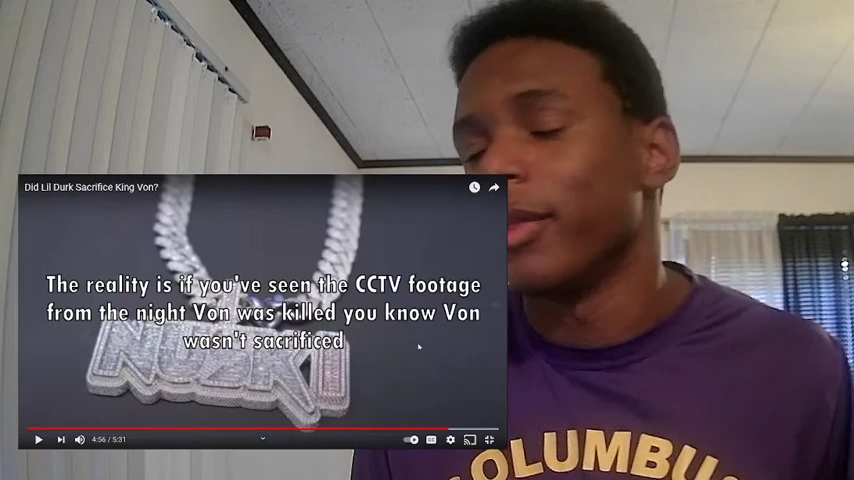 Did Lil Durk Sacrifice King Von?
The reality is if you've seen the CCTV footage
from the night Von was killed you know Von
wasn't sacrificed
4:56 / 5:31
COLUMBU